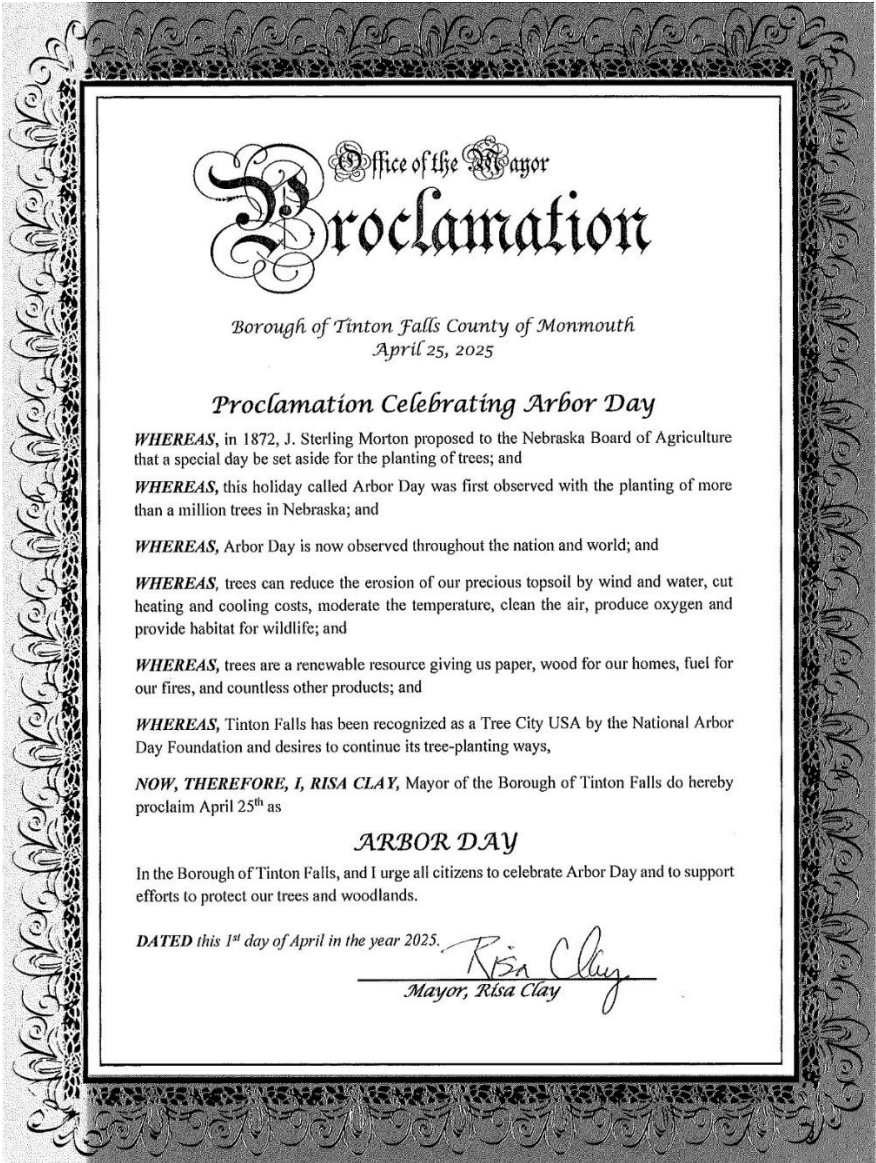 Office of the Mayor
Proclamation
Borough of Tinton Falls County of Monmouth
April 25, 2025
Proclamation Celebrating Arbor Day
WHEREAS, in 1872, J. Sterling Morton proposed to the Nebraska Board of Agriculture
that a special day be set aside for the planting of trees; and
WHEREAS, this holiday called Arbor Day was first observed with the planting of more
than a million trees in Nebraska; and
WHEREAS, Arbor Day is now observed throughout the nation and world; and
WHEREAS, trees can reduce the erosion of our precious topsoil by wind and water, cut
heating and cooling costs, moderate the temperature, clean the air, produce oxygen and
provide habitat for wildlife; and
WHEREAS, trees are a renewable resource giving us paper, wood for our homes, fuel for
our fires, and countless other products; and
WHEREAS, Tinton Falls has been recognized as a Tree City USA by the National Arbor
Day Foundation and desires to continue its tree-planting ways,
NOW, THEREFORE, I, RISA CLAY, Mayor of the Borough of Tinton Falls do hereby
proclaim April 25th as
ARBOR DAY
In the Borough of Tinton Falls, and I urge all citizens to celebrate Arbor Day and to support
efforts to protect our trees and woodlands.
DATED this 1st day of April in the year 2025.
Risa Clay
Mayor, Risa Clay